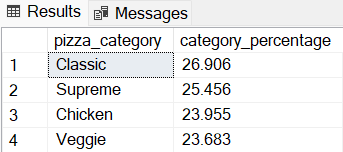 Results Messages
pizza_category category_percentage
1 Classic 26.906
2 Supreme 25.456
3 Chicken 23.955
4 Veggie 23.683